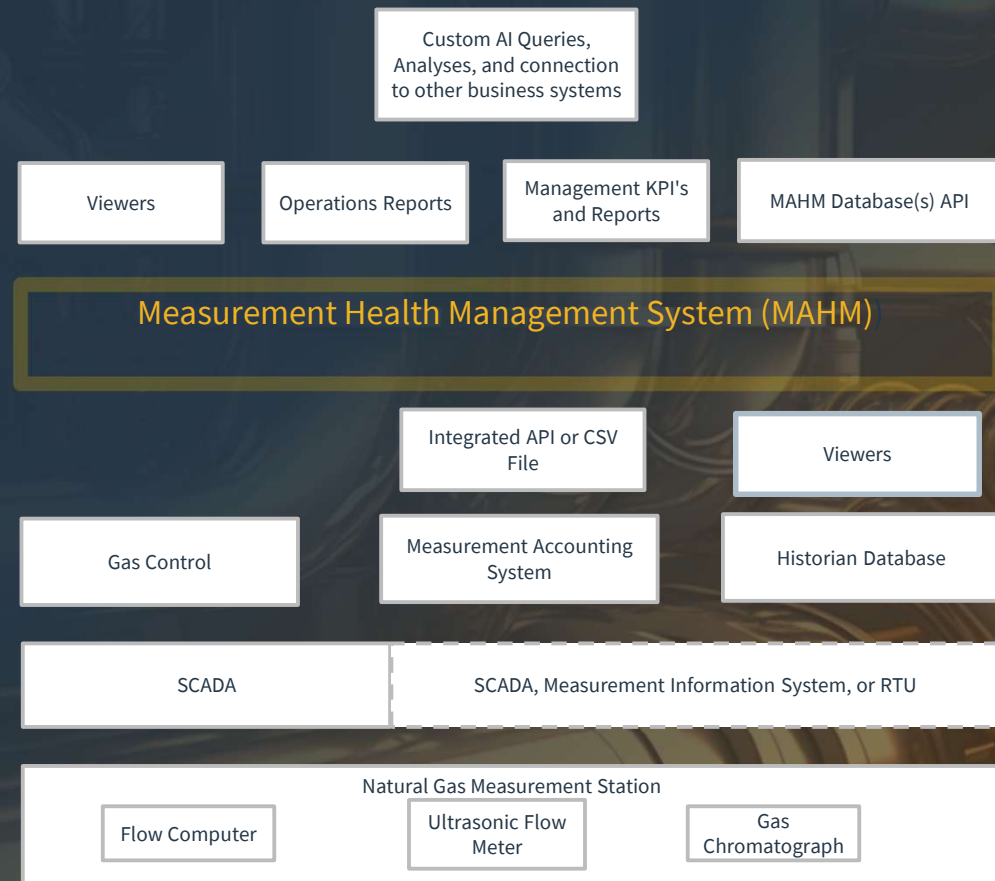 Custom AI Queries,
Analyses, and connection
to other business systems
Viewers
Operations Reports
Management KPI's
and Reports
MAHM Database(s) API
Measurement Health Management System (MAHM)
Integrated API or CSV
File
Viewers
Gas Control
Measurement Accounting
System
Historian Database
SCADA
SCADA, Measurement Information System, or RTU
Natural Gas Measurement Station
Flow Computer
Ultrasonic Flow
Meter
Gas
Chromatograph